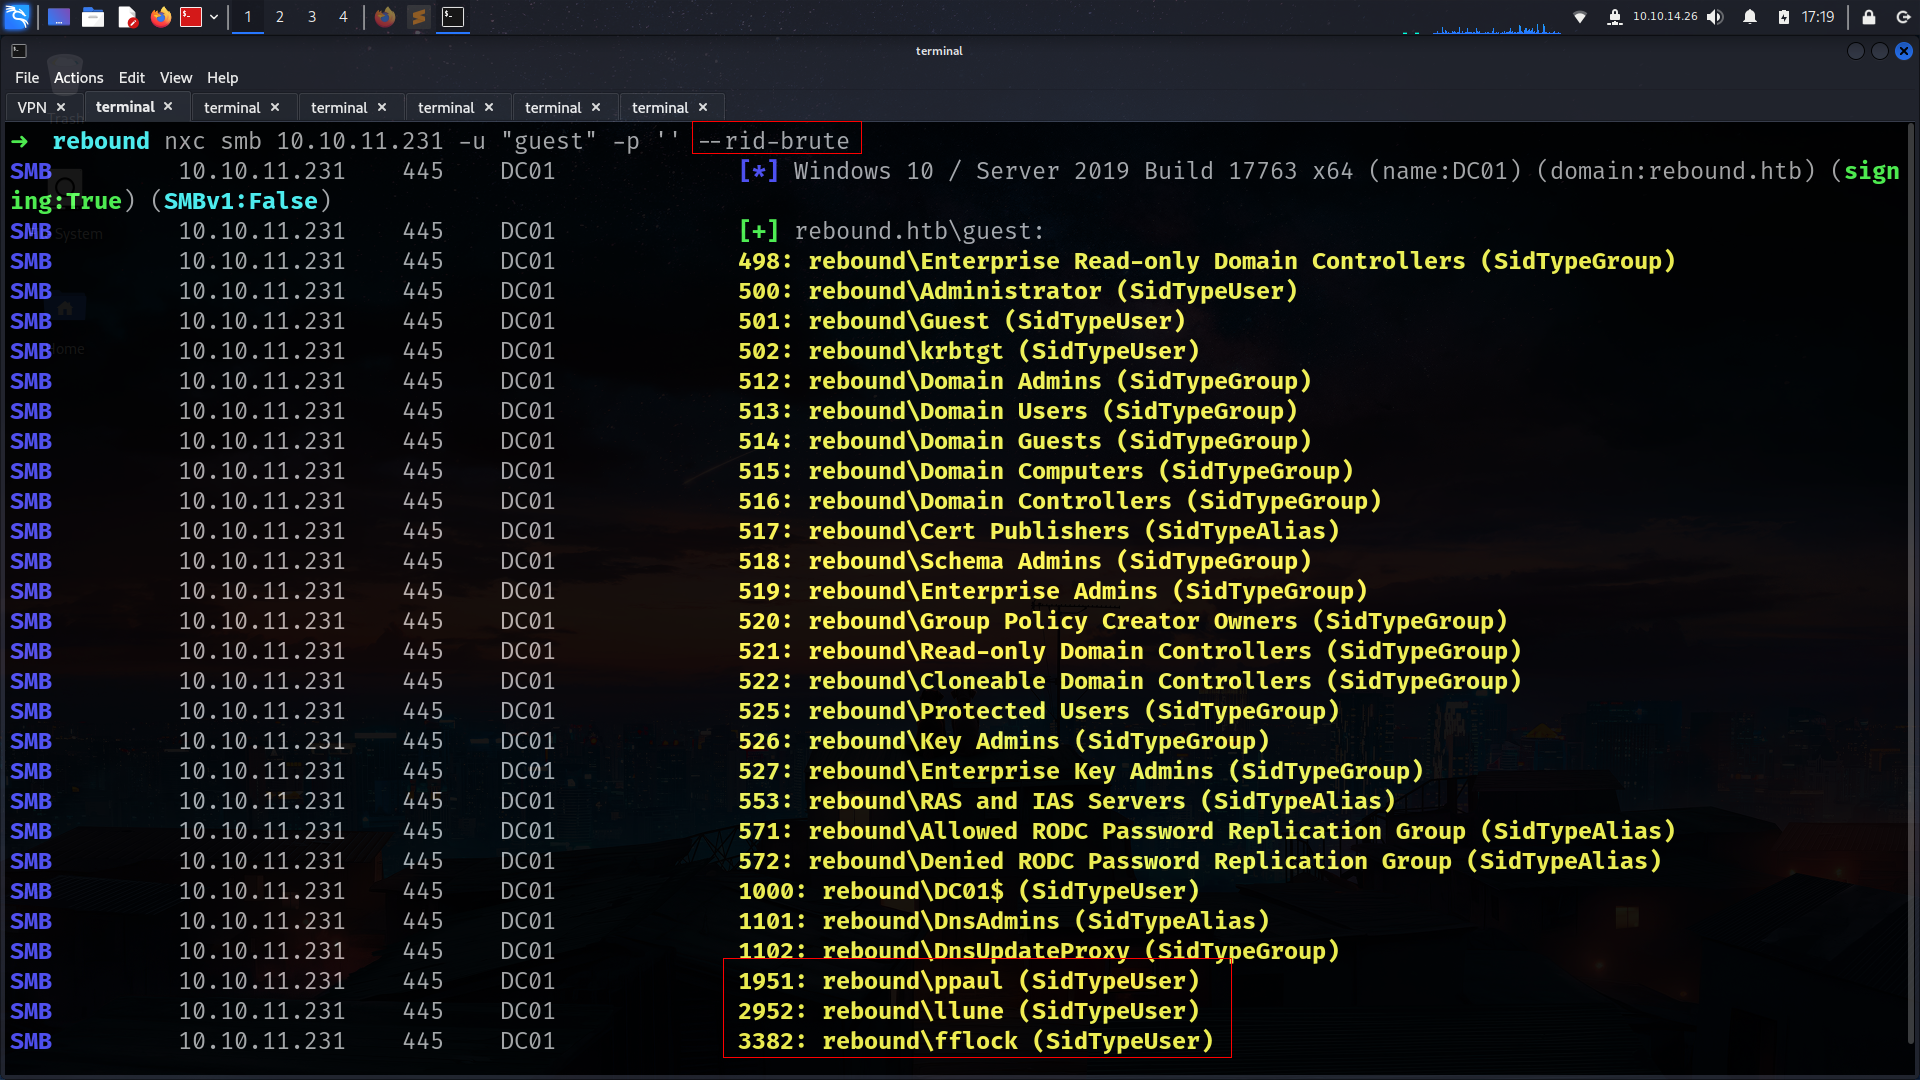 1 2 3 4 10.10.14.26 17:19
terminal
File Actions Edit View Help
VPN × terminal × terminal × terminal × terminal × terminal × terminal ×
Trash
→ rebound nxc smb 10.10.11.231 -u "guest" -p '' --rid-brute
SMB 10.10.11.231 445 DC01 [*] Windows 10 / Server 2019 Build 17763 x64 (name:DC01) (domain:rebound.htb) (sign
ing:True) (SMBv1:False)
SMB 10.10.11.231 445 DC01 [+] rebound.htb\guest:
System
SMB 10.10.11.231 445 DC01 498: rebound\Enterprise Read-only Domain Controllers (SidTypeGroup)
SMB 10.10.11.231 445 DC01 500: rebound\Administrator (SidTypeUser)
SMB 10.10.11.231 445 DC01 501: rebound\Guest (SidTypeUser)
SMB 10.10.11.231 445 DC01 502: rebound\krbtgt (SidTypeUser)
Home
SMB 10.10.11.231 445 DC01 512: rebound\Domain Admins (SidTypeGroup)
SMB 10.10.11.231 445 DC01 513: rebound\Domain Users (SidTypeGroup)
SMB 10.10.11.231 445 DC01 514: rebound\Domain Guests (SidTypeGroup)
SMB 10.10.11.231 445 DC01 515: rebound\Domain Computers (SidTypeGroup)
SMB 10.10.11.231 445 DC01 516: rebound\Domain Controllers (SidTypeGroup)
SMB 10.10.11.231 445 DC01 517: rebound\Cert Publishers (SidTypeAlias)
SMB 10.10.11.231 445 DC01 518: rebound\Schema Admins (SidTypeGroup)
SMB 10.10.11.231 445 DC01 519: rebound\Enterprise Admins (SidTypeGroup)
SMB 10.10.11.231 445 DC01 520: rebound\Group Policy Creator Owners (SidTypeGroup)
SMB 10.10.11.231 445 DC01 521: rebound\Read-only Domain Controllers (SidTypeGroup)
SMB 10.10.11.231 445 DC01 522: rebound\Cloneable Domain Controllers (SidTypeGroup)
SMB 10.10.11.231 445 DC01 525: rebound\Protected Users (SidTypeGroup)
SMB 10.10.11.231 445 DC01 526: rebound\Key Admins (SidTypeGroup)
SMB 10.10.11.231 445 DC01 527: rebound\Enterprise Key Admins (SidTypeGroup)
SMB 10.10.11.231 445 DC01 553: rebound\RAS and IAS Servers (SidTypeAlias)
SMB 10.10.11.231 445 DC01 571: rebound\Allowed RODC Password Replication Group (SidTypeAlias)
SMB 10.10.11.231 445 DC01 572: rebound\Denied RODC Password Replication Group (SidTypeAlias)
SMB 10.10.11.231 445 DC01 1000: rebound\DC01$ (SidTypeUser)
SMB 10.10.11.231 445 DC01 1101: rebound\DnsAdmins (SidTypeAlias)
SMB 10.10.11.231 445 DC01 1102: rebound\DnsUpdateProxy (SidTypeGroup)
SMB 10.10.11.231 445 DC01 1951: rebound\ppaul (SidTypeUser)
SMB 10.10.11.231 445 DC01 2952: rebound\llune (SidTypeUser)
SMB 10.10.11.231 445 DC01 3382: rebound\fflock (SidTypeUser)